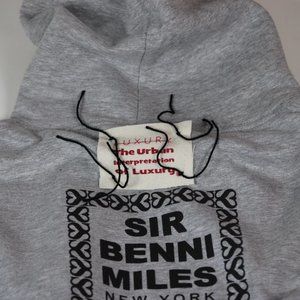 LUXURY
The Urban
Interpretation
of Luxury
SIR
BENNI
MILES
NEW YORK